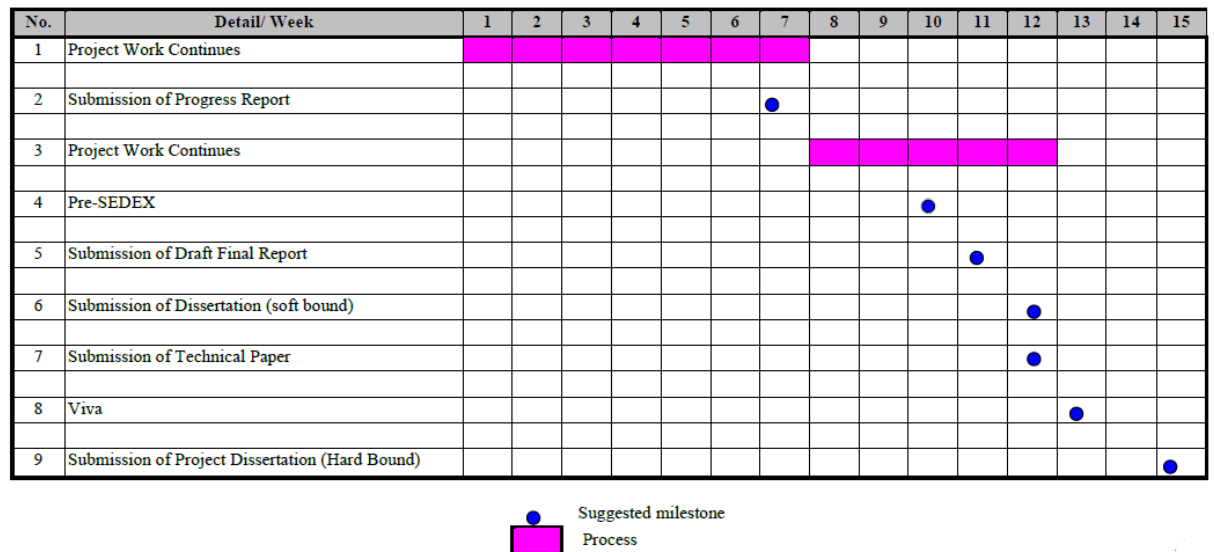 No. Detail/ Week 1 2 3 4 5 6 7 8 9 10 11 12 13 14 15
1 Project Work Continues
2 Submission of Progress Report
3 Project Work Continues
4 Pre-SEDEX
5 Submission of Draft Final Report
6 Submission of Dissertation (soft bound)
7 Submission of Technical Paper
8 Viva
9 Submission of Project Dissertation (Hard Bound)
Suggested milestone
Process